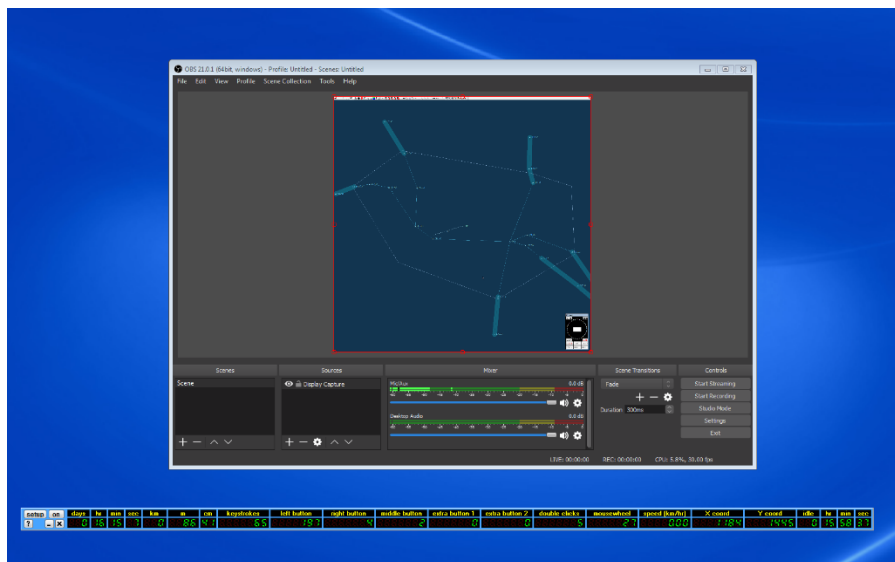 OBS 21.0.1 (64bit, windows) - Profile: Untitled - Scenes: Untitled
File Edit View Profile Scene Collection Tools Help
Scenes Sources Mixer Scene Transitions Controls
Scene
Display Capture
Mic/Aux 0.0 dB
Desktop Audio 0.0 dB
Fade
Duration 300ms
Start Streaming
Start Recording
Studio Mode
Settings
Exit
LIVE: 00:00:00 REC: 00:00:00 CPU: 5.8%, 30.00 fps
setup on days hr min sec km m cm keystrokes left button right button middle button extra button 1 extra button 2 double clicks mousewheel speed [km/hr] X coord Y coord idle hr min sec
? 0 16 15 7 0 86 41 65 197 4 2 0 0 5 27 0.00 1184 1445 0 15 58 37